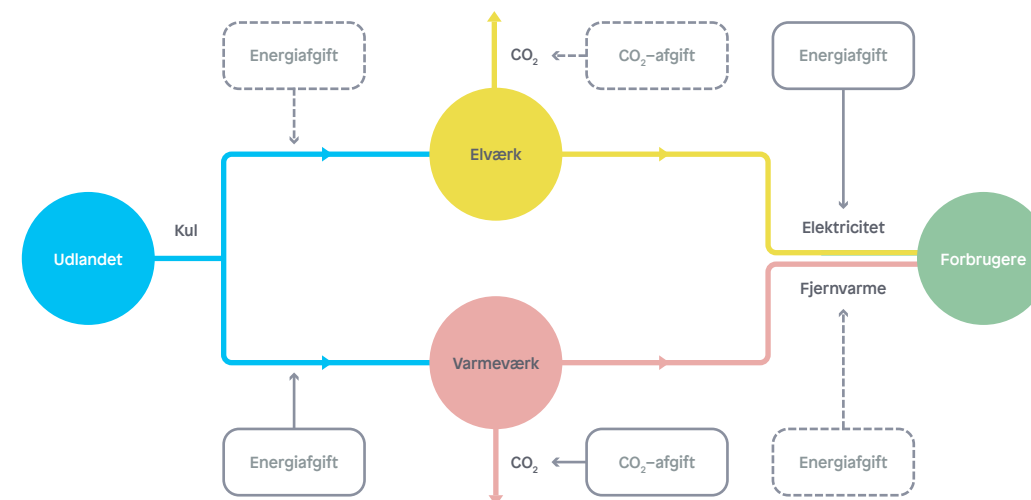 Energiafgift
CO₂
CO₂–afgift
Energiafgift
Elværk
Kul
Elektricitet
Udlandet
Forbrugere
Fjernvarme
Varmeværk
Energiafgift
CO₂
CO₂–afgift
Energiafgift